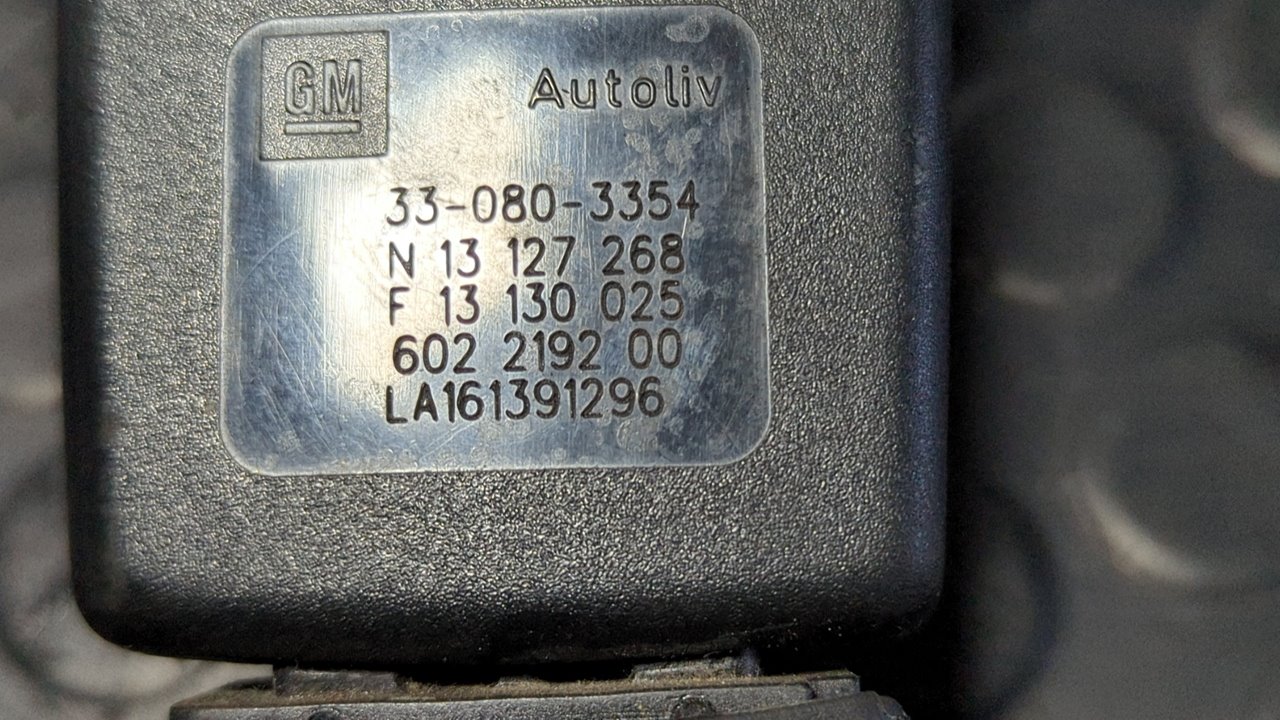 GM Autoliv
33-080-3354
N 13 127 268
F 13 130 025
602 2192 00
LA161391296